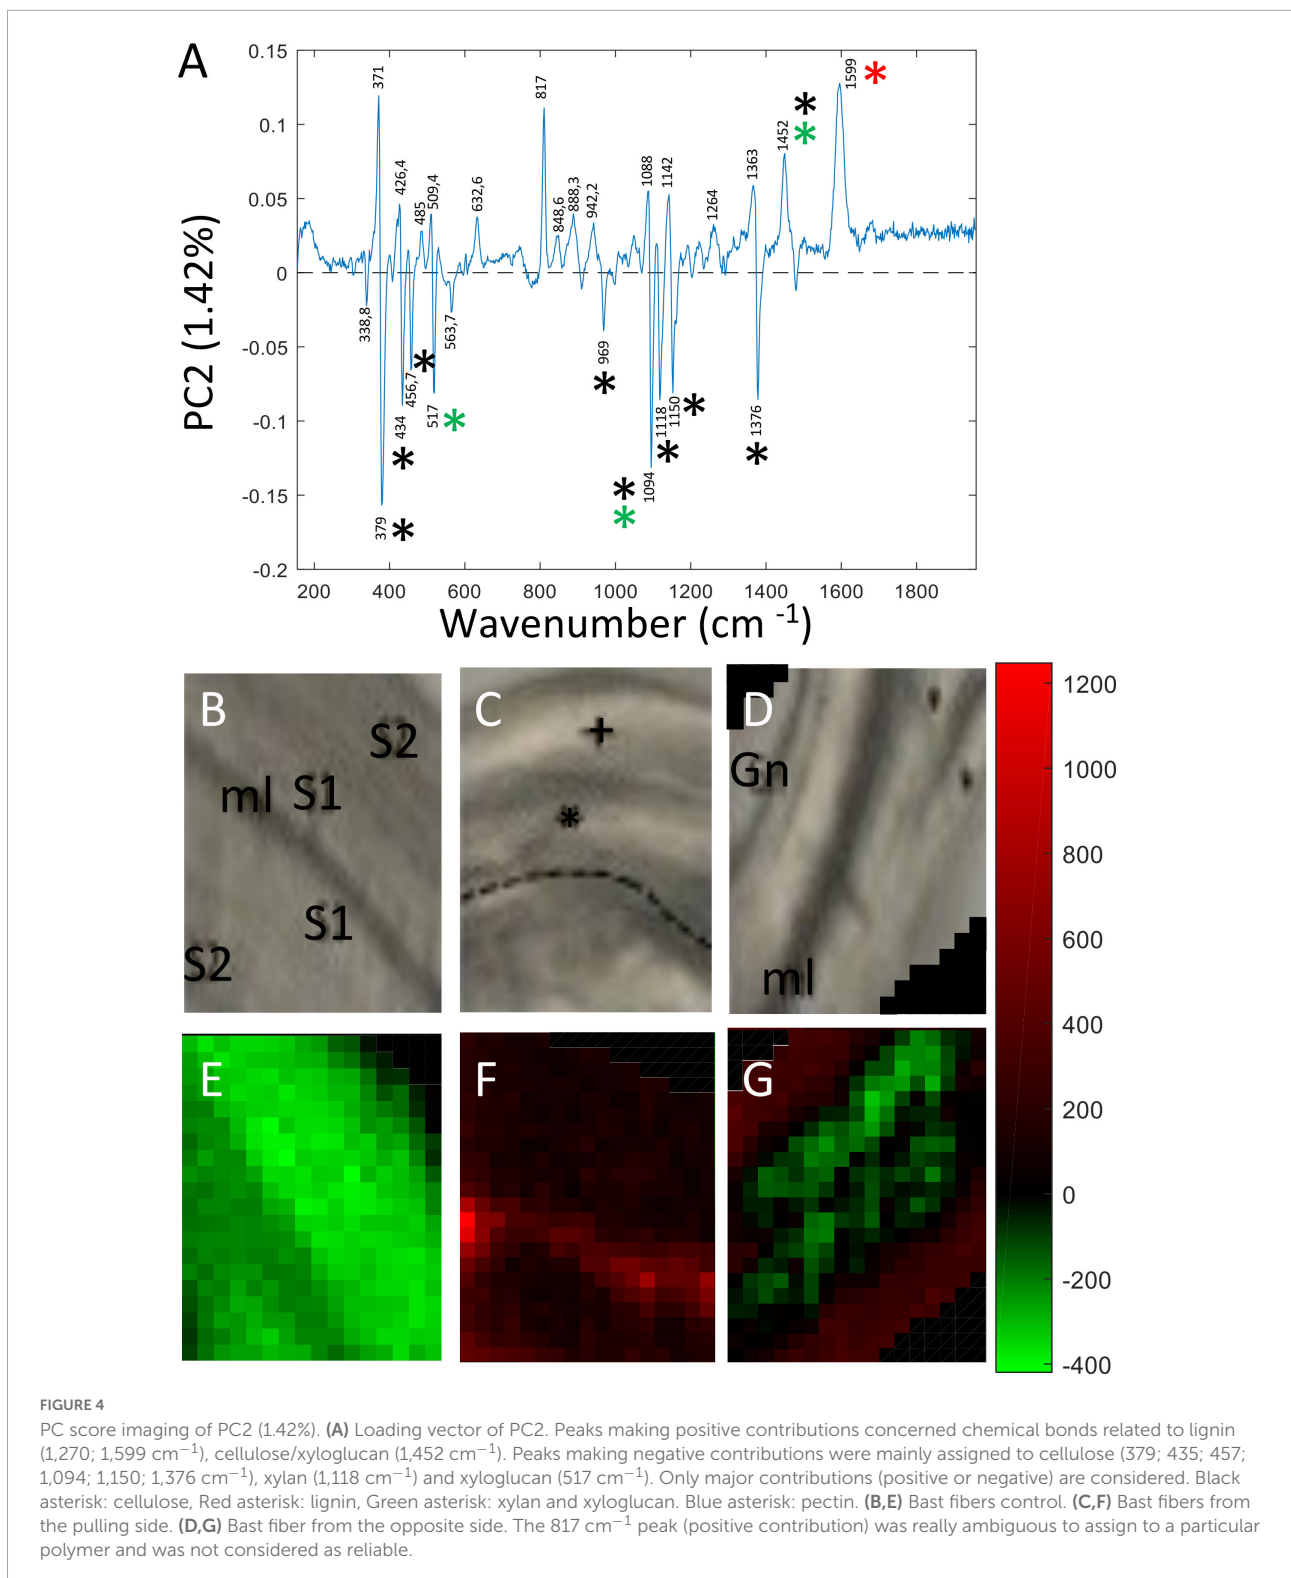 A
PC2 (1.42%)
0.15
0.1
0.05
0
-0.05
-0.1
-0.15
-0.2
338,8
371
379
426,4
434
456,7
485
509,4
517
563,7
632,6
817
848,6
888,3
942,2
969
1088
1094
1118
1142
1150
1264
1363
1376
1452
1599
* * * * * * * * * * * * * *
200 400 600 800 1000 1200 1400 1600 1800
Wavenumber (cm -1)
B
S2
ml S1
S1
S2
C
+
*
D
Gn
ml
E
F
G
1200
1000
800
600
400
200
0
-200
-400
FIGURE 4
PC score imaging of PC2 (1.42%). (A) Loading vector of PC2. Peaks making positive contributions concerned chemical bonds related to lignin
(1,270; 1,599 cm−1), cellulose/xyloglucan (1,452 cm−1). Peaks making negative contributions were mainly assigned to cellulose (379; 435; 457;
1,094; 1,150; 1,376 cm−1), xylan (1,118 cm−1) and xyloglucan (517 cm−1). Only major contributions (positive or negative) are considered. Black
asterisk: cellulose, Red asterisk: lignin, Green asterisk: xylan and xyloglucan. Blue asterisk: pectin. (B,E) Bast fibers control. (C,F) Bast fibers from
the pulling side. (D,G) Bast fiber from the opposite side. The 817 cm−1 peak (positive contribution) was really ambiguous to assign to a particular
polymer and was not considered as reliable.